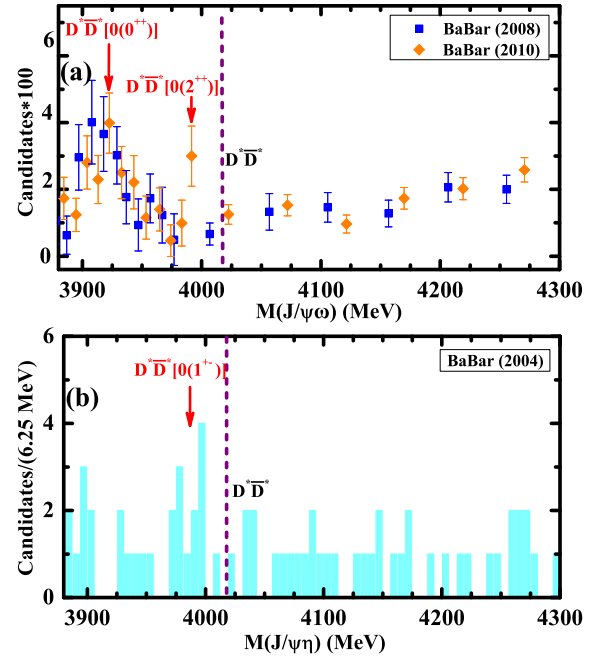 D*D̅*[0(0⁺⁺)]
BaBar (2008)
BaBar (2010)
(a)
D*D̅*[0(2⁺⁺)]
D*D̅*
Candidates*100
6
4
2
0
3900 4000 4100 4200 4300
M(J/ψω) (MeV)
BaBar (2004)
D*D̅*[0(1⁺⁻)]
(b)
D*D̅*
Candidates/(6.25 MeV)
6
4
2
0
3900 4000 4100 4200 4300
M(J/ψη) (MeV)